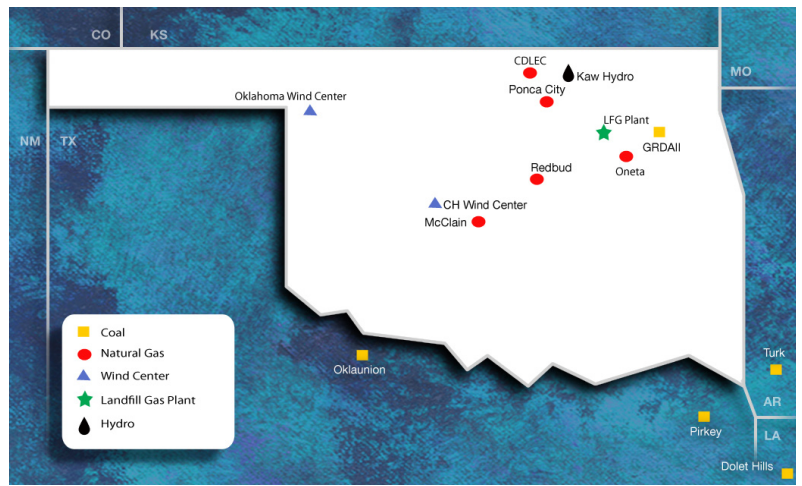 CO
KS
CDLEC
Kaw Hydro
MO
Ponca City
Oklahoma Wind Center
LFG Plant
NM
TX
GRDAII
Redbud
Oneta
CH Wind Center
McClain
Coal
Natural Gas
Wind Center
Landfill Gas Plant
Hydro
Oklaunion
Turk
AR
Pirkey
LA
Dolet Hills